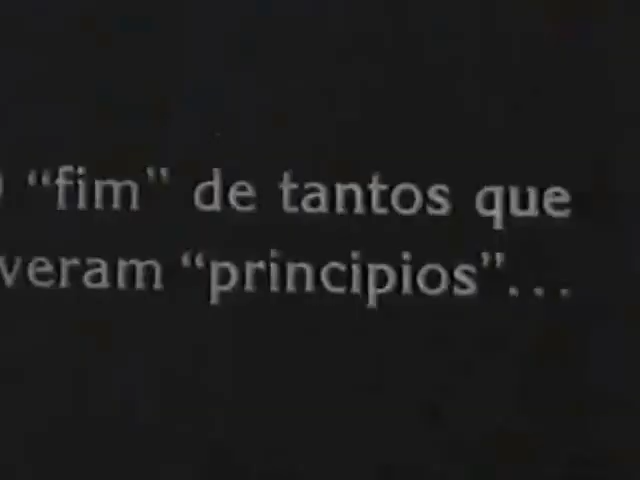 “fim” de tantos que
veram “principios”...